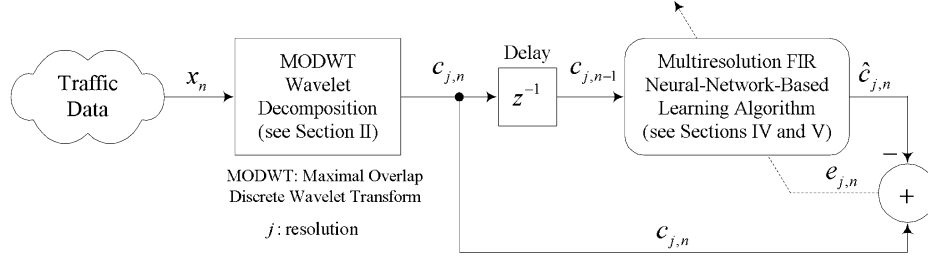 Traffic
Data
x_n
MODWT
Wavelet
Decomposition
(see Section II)
MODWT: Maximal Overlap
Discrete Wavelet Transform
j : resolution
c_{j,n}
Delay
z^{-1}
c_{j,n-1}
Multiresolution FIR
Neural-Network-Based
Learning Algorithm
(see Sections IV and V)
ĉ_{j,n}
−
+
e_{j,n}
c_{j,n}